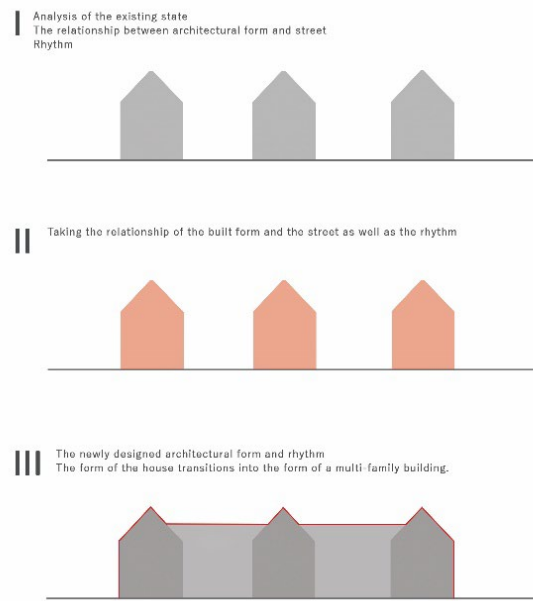 I
Analysis of the existing state
The relationship between architectural form and street
Rhythm
II
Taking the relationship of the built form and the street as well as the rhythm
III
The newly designed architectural form and rhythm
The form of the house transitions into the form of a multi-family building.